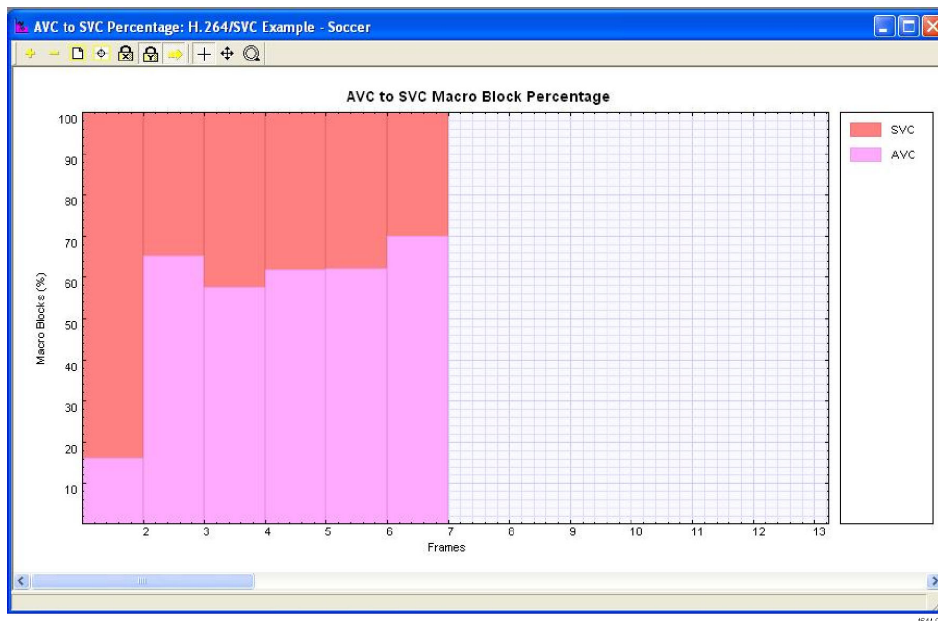 AVC to SVC Percentage: H.264/SVC Example - Soccer
AVC to SVC Macro Block Percentage
100
90
80
70
60
50
40
30
20
10
Macro Blocks (%)
2 3 4 5 6 7 8 9 10 11 12 13
Frames
SVC
AVC